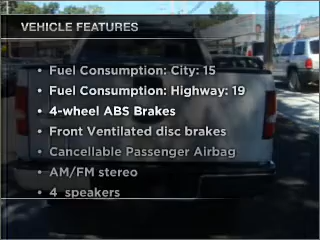 VEHICLE FEATURES
• Fuel Consumption: City: 15
• Fuel Consumption: Highway: 19
• 4-wheel ABS Brakes
• Front Ventilated disc brakes
• Cancellable Passenger Airbag
• AM/FM stereo
• 4 speakers